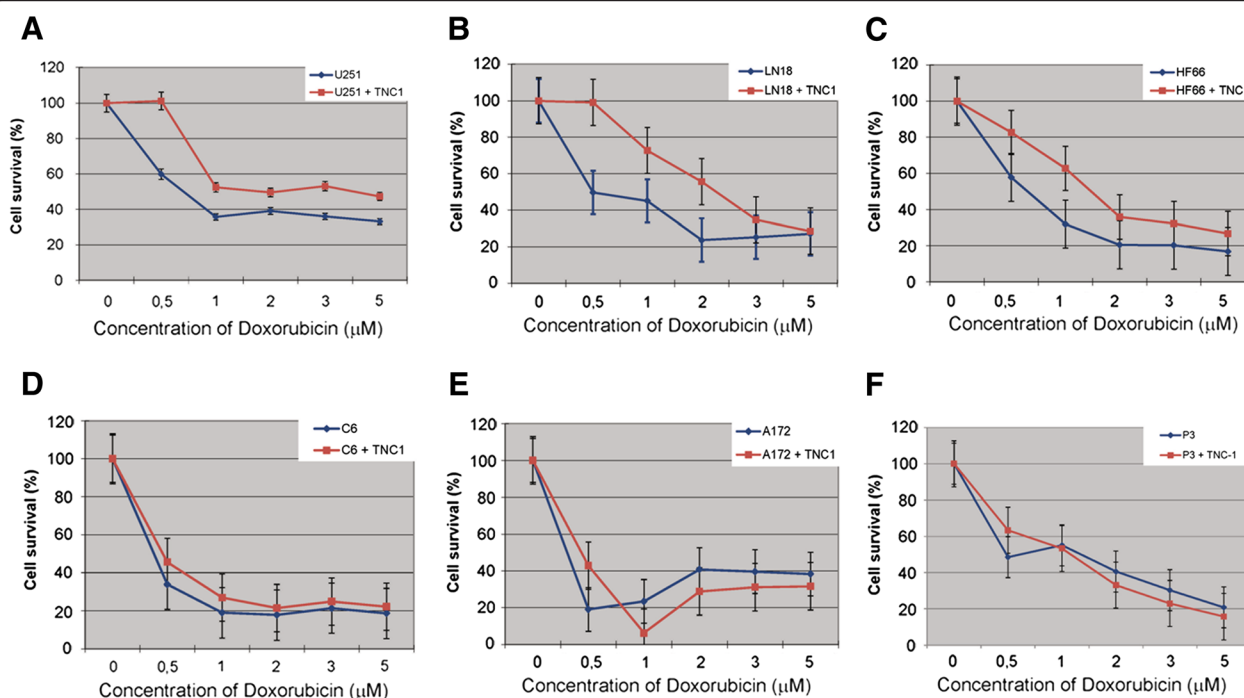 A
B
C
120
100
80
60
40
20
0
Cell survival (%)
U251
U251 + TNC1
0 0,5 1 2 3 5
Concentration of Doxorubicin (µM)
120
100
80
60
40
20
0
Cell survival (%)
LN18
LN18 + TNC1
0 0,5 1 2 3 5
Concentration of Doxorubicin (µM)
120
100
80
60
40
20
0
Cell survival (%)
HF66
HF66 + TNC
0 0,5 1 2 3 5
Concentration of Doxorubicin (µM)
D
E
F
120
100
80
60
40
20
0
Cell survival (%)
C6
C6 + TNC1
0 0,5 1 2 3 5
Concentration of Doxorubicin (µM)
120
100
80
60
40
20
0
Cell survival (%)
A172
A172 + TNC1
0 0,5 1 2 3 5
Concentration of Doxorubicin (µM)
120
100
80
60
40
20
0
Cell survival (%)
P3
P3 + TNC-1
0 0,5 1 2 3 5
Concentration of Doxorubicin (µM)